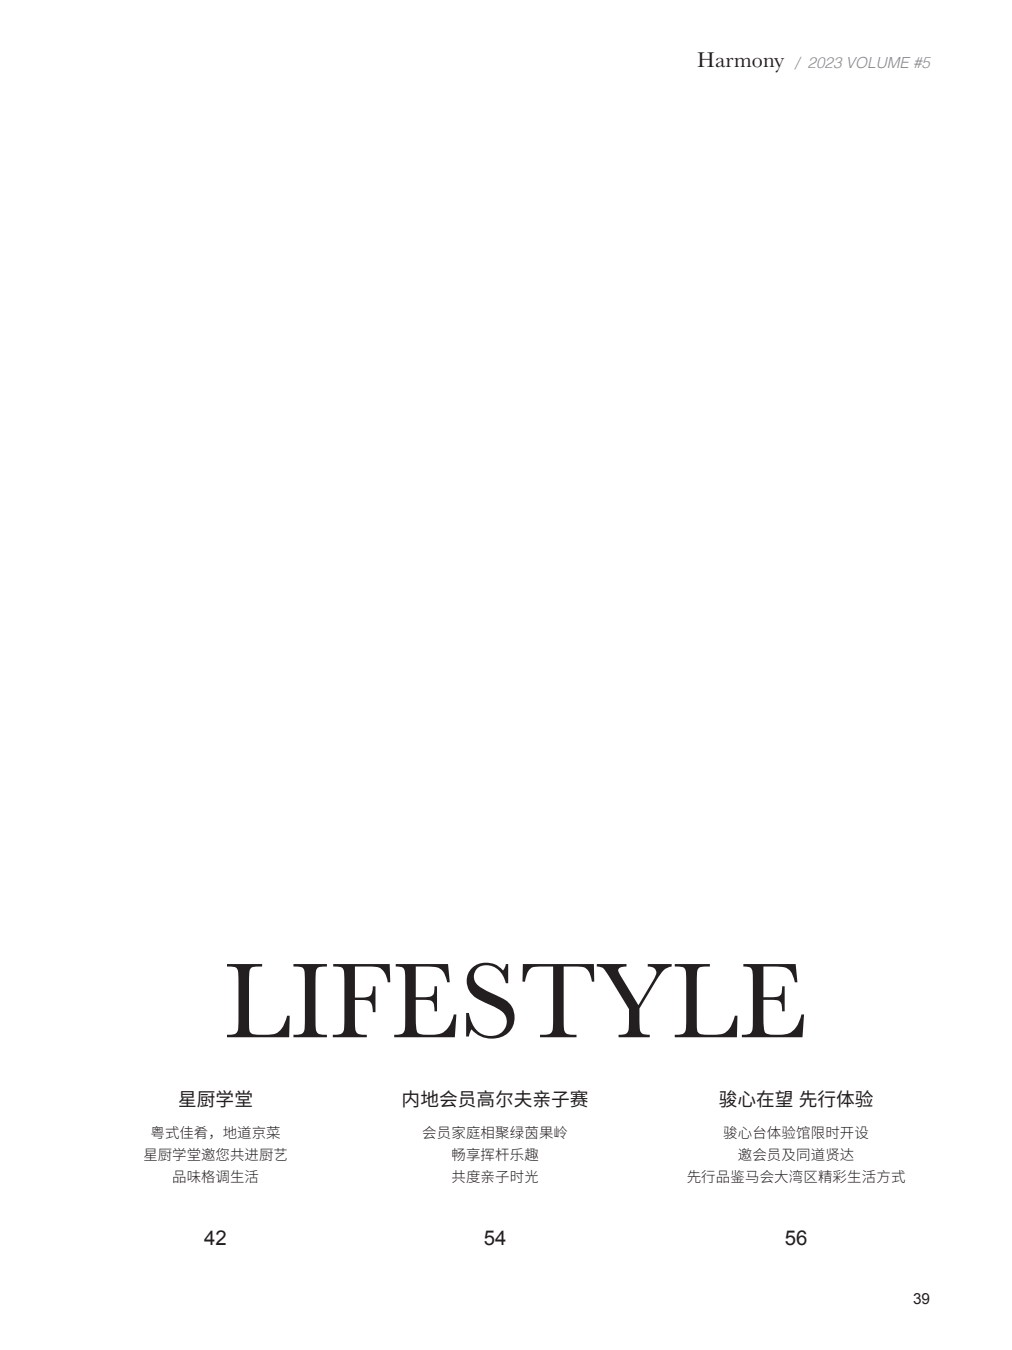 Harmony / 2023 VOLUME #5
LIFESTYLE
星厨学堂
粤式佳肴，地道京菜
星厨学堂邀您共进厨艺
品味格调生活
42
内地会员高尔夫亲子赛
会员家庭相聚绿茵果岭
畅享挥杆乐趣
共度亲子时光
54
骏心在望 先行体验
骏心台体验馆限时开设
邀会员及同道贤达
先行品鉴马会大湾区精彩生活方式
56
39